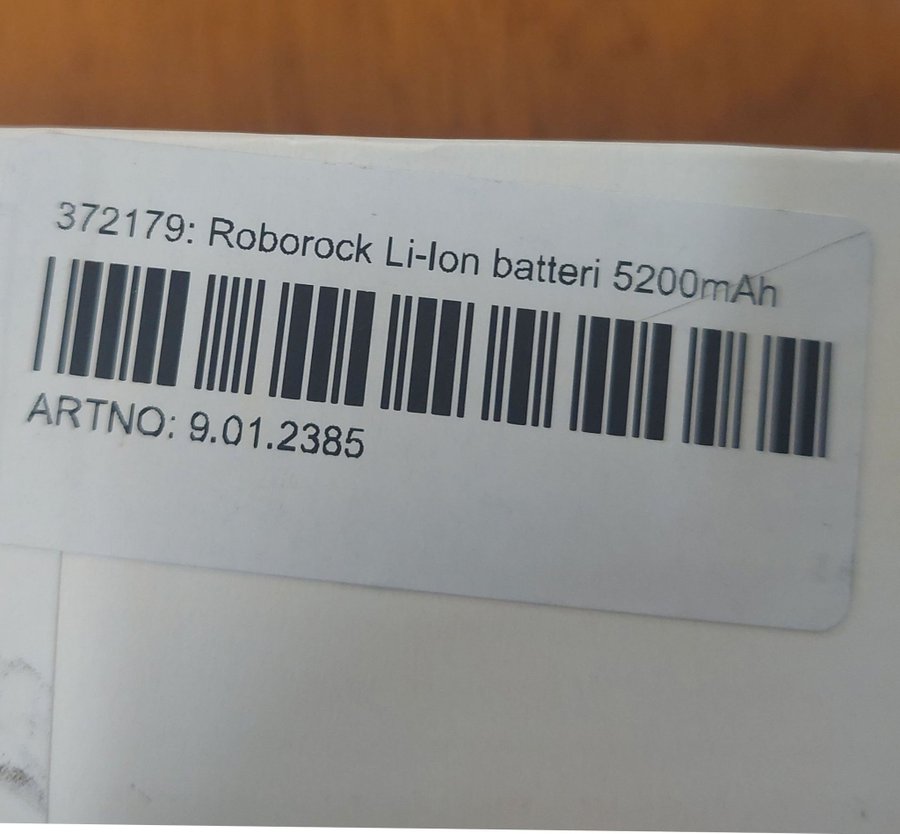 372179: Roborock Li-Ion batteri 5200mAh
ARTNO: 9.01.2385